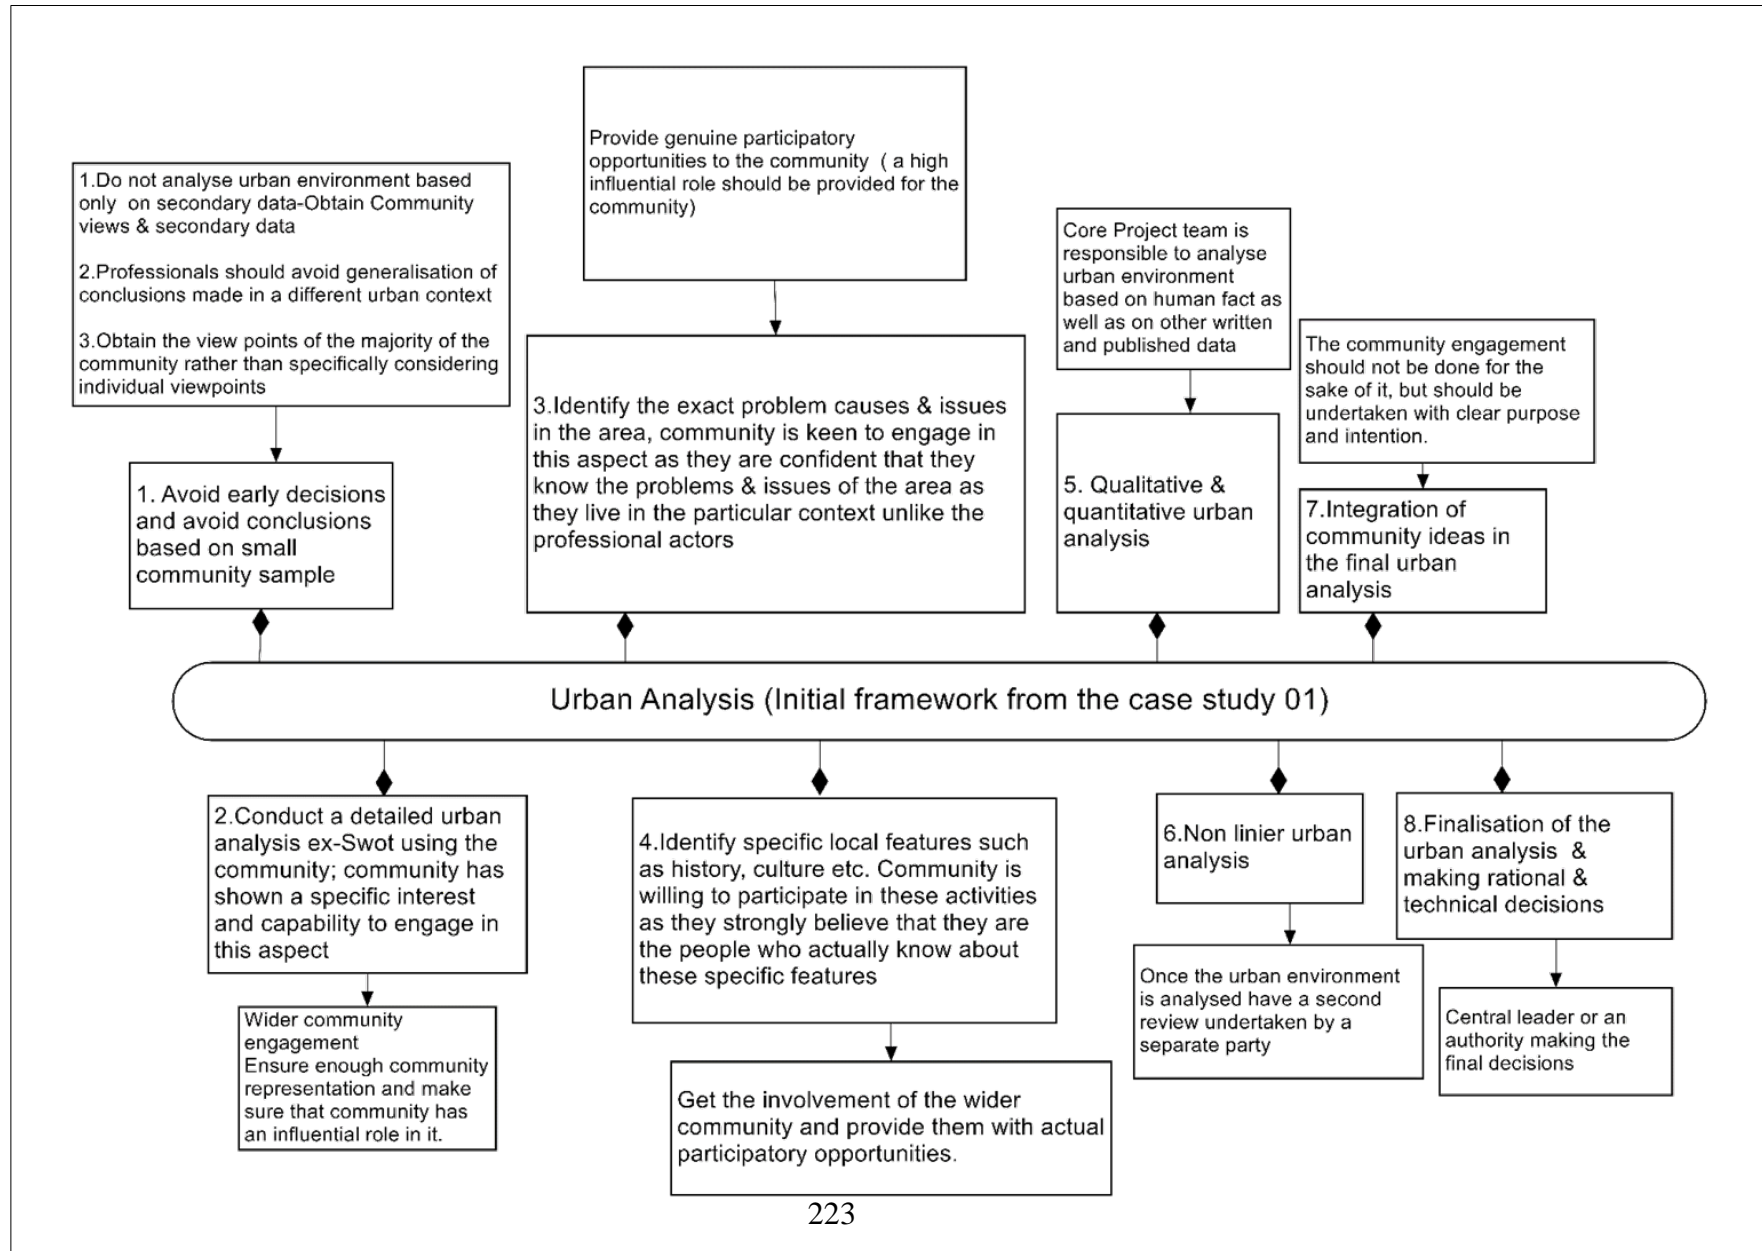 1.Do not analyse urban environment based
only on secondary data-Obtain Community
views & secondary data
2.Professionals should avoid generalisation of
conclusions made in a different urban context
3.Obtain the view points of the majority of the
community rather than specifically considering
individual viewpoints
Provide genuine participatory
opportunities to the community ( a high
influential role should be provided for the
community)
Core Project team is
responsible to analyse
urban environment
based on human fact as
well as on other written
and published data
The community engagement
should not be done for the
sake of it, but should be
undertaken with clear purpose
and intention.
1. Avoid early decisions
and avoid conclusions
based on small
community sample
3.Identify the exact problem causes & issues
in the area, community is keen to engage in
this aspect as they are confident that they
know the problems & issues of the area as
they live in the particular context unlike the
professional actors
5. Qualitative &
quantitative urban
analysis
7.Integration of
community ideas in
the final urban
analysis
Urban Analysis (Initial framework from the case study 01)
2.Conduct a detailed urban
analysis ex-Swot using the
community; community has
shown a specific interest
and capability to engage in
this aspect
4.Identify specific local features such
as history, culture etc. Community is
willing to participate in these activities
as they strongly believe that they are
the people who actually know about
these specific features
6.Non linier urban
analysis
8.Finalisation of the
urban analysis &
making rational &
technical decisions
Wider community
engagement
Ensure enough community
representation and make
sure that community has
an influential role in it.
Get the involvement of the wider
community and provide them with actual
participatory opportunities.
Once the urban environment
is analysed have a second
review undertaken by a
separate party
Central leader or an
authority making the
final decisions
223